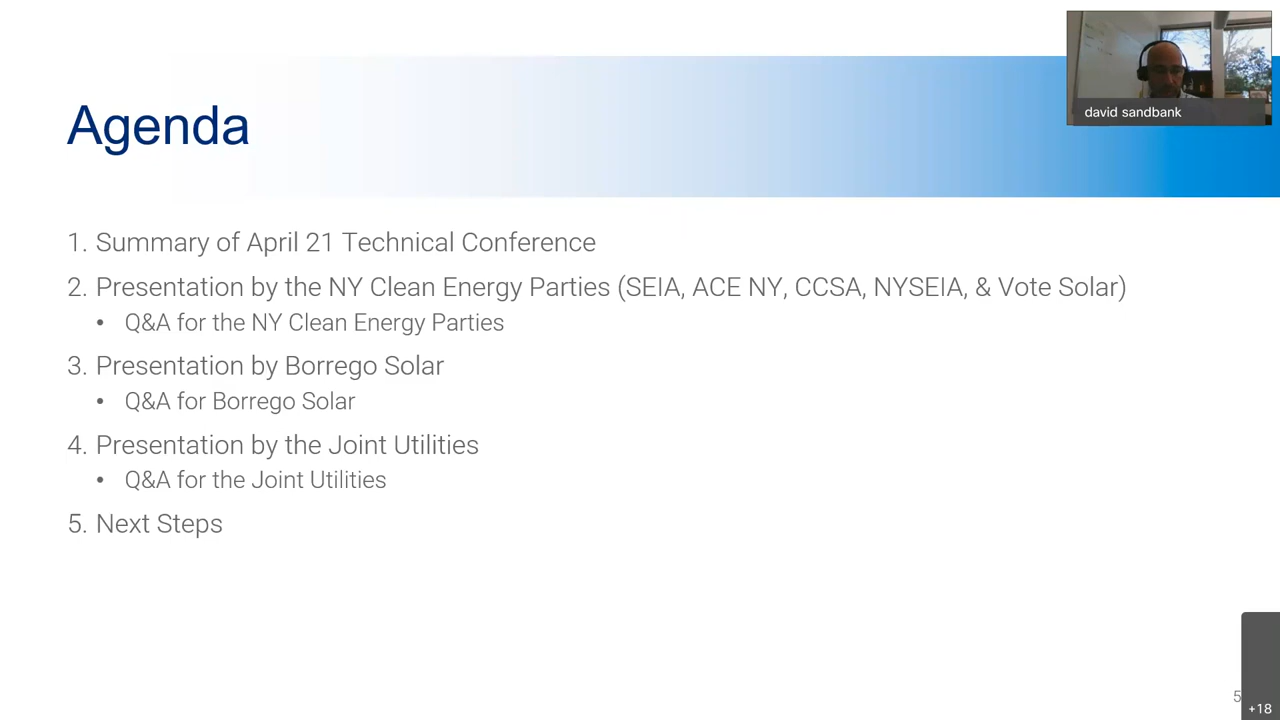 david sandbank
Agenda
1. Summary of April 21 Technical Conference
2. Presentation by the NY Clean Energy Parties (SEIA, ACE NY, CCSA, NYSEIA, & Vote Solar)
• Q&A for the NY Clean Energy Parties
3. Presentation by Borrego Solar
• Q&A for Borrego Solar
4. Presentation by the Joint Utilities
• Q&A for the Joint Utilities
5. Next Steps
5
+18